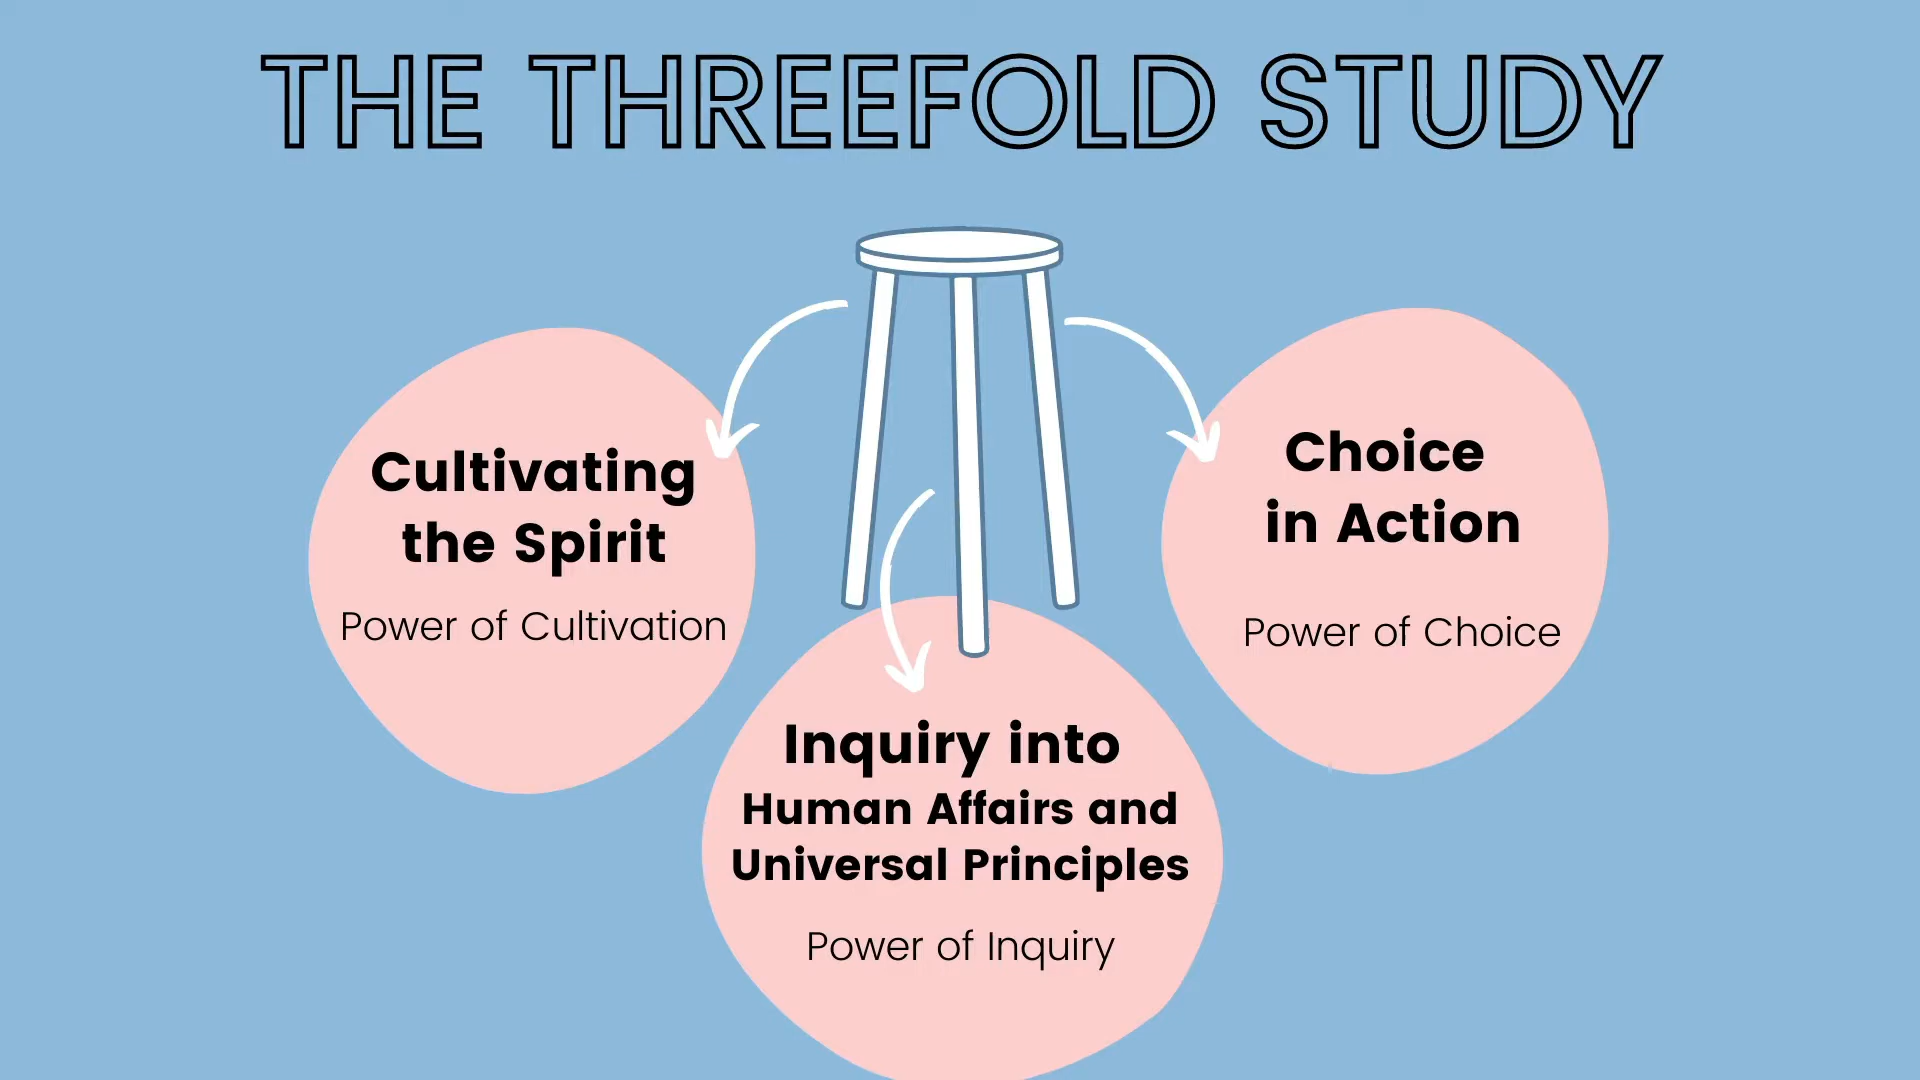 THE THREEFOLD STUDY
Cultivating
the Spirit
Power of Cultivation
Inquiry into
Human Affairs and
Universal Principles
Power of Inquiry
Choice
in Action
Power of Choice